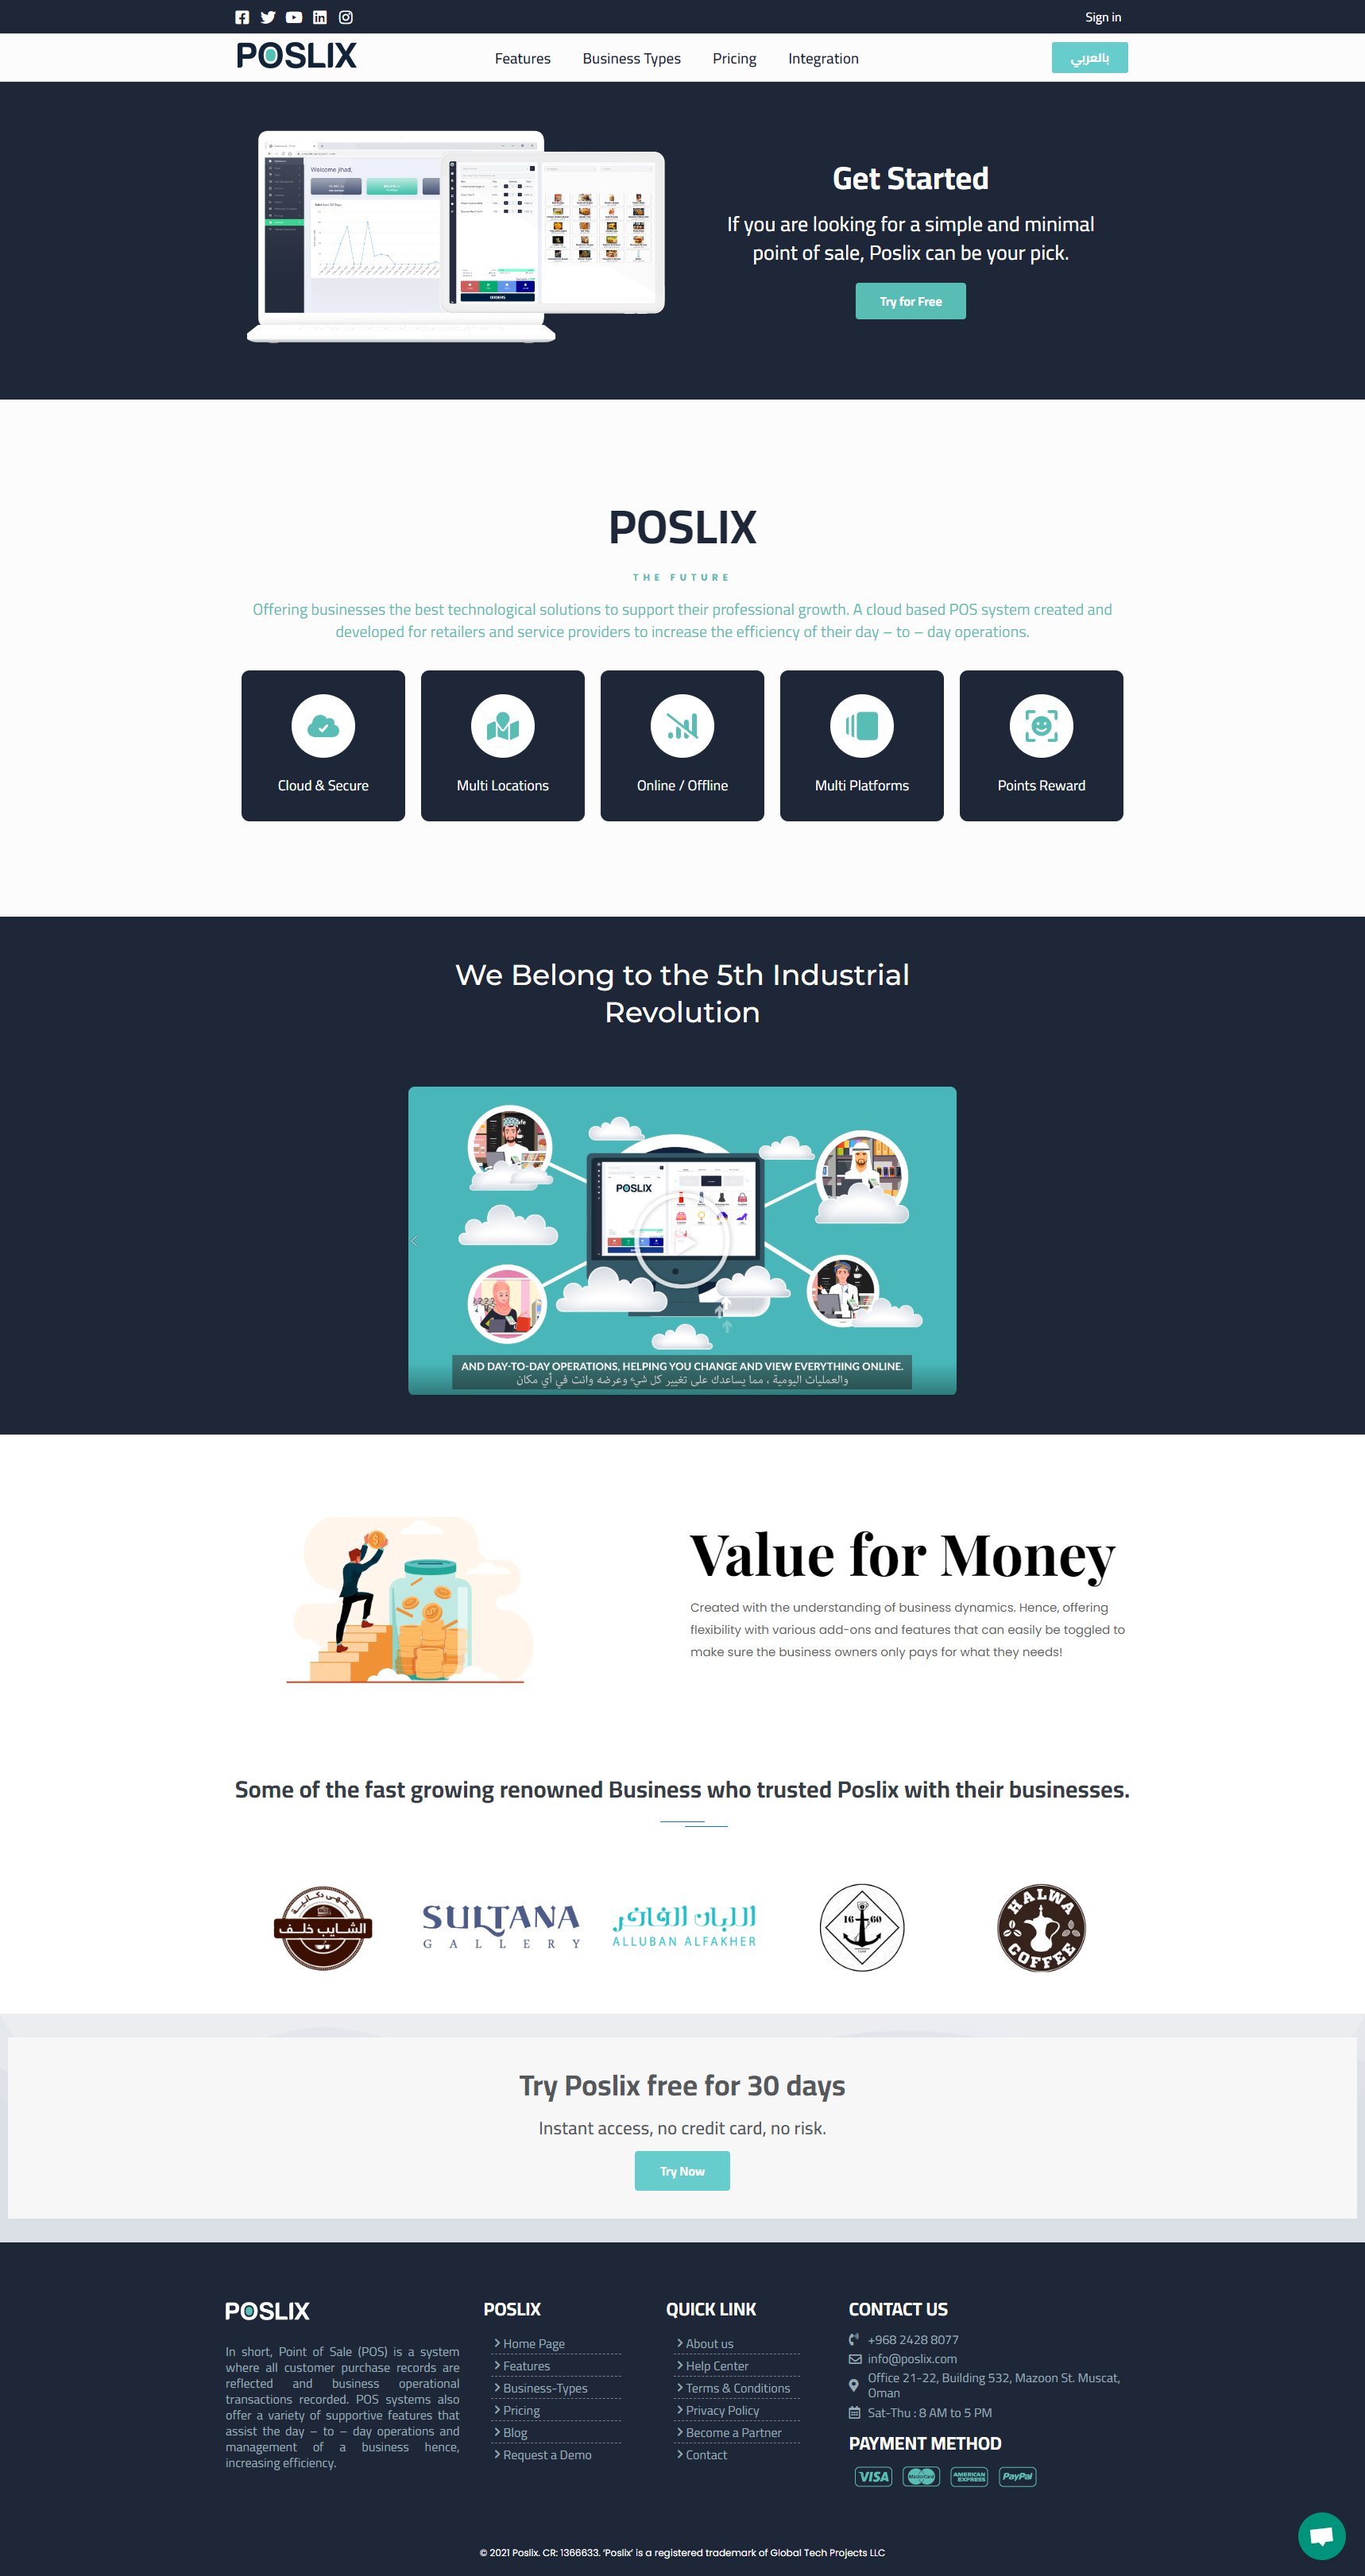 Sign in
POSLIX
Features
Business Types
Pricing
Integration
بالعربي
Welcome Jihad,
Get Started
If you are looking for a simple and minimal
point of sale, Poslix can be your pick.
Try for Free
POSLIX
THE FUTURE
Offering businesses the best technological solutions to support their professional growth. A cloud based POS system created and
developed for retailers and service providers to increase the efficiency of their day – to – day operations.
Cloud & Secure
Multi Locations
Online / Offline
Multi Platforms
Points Reward
We Belong to the 5th Industrial
Revolution
POSLIX
AND DAY-TO-DAY OPERATIONS, HELPING YOU CHANGE AND VIEW EVERYTHING ONLINE.
والعمليات اليومية ، مما يساعدك على تغيير كل شيء وعرضه وانت في أي مكان
Value for Money
Created with the understanding of business dynamics. Hence, offering
flexibility with various add-ons and features that can easily be toggled to
make sure the business owners only pays for what they needs!
Some of the fast growing renowned Business who trusted Poslix with their businesses.
مقهى دكانية
الشايب خلف
SULTANA
GALLERY
اللبان الفاخر
ALLUBAN ALFAKHER
16 60
HALWA
COFFEE
Try Poslix free for 30 days
Instant access, no credit card, no risk.
Try Now
POSLIX
In short, Point of Sale (POS) is a system
where all customer purchase records are
reflected and business operational
transactions recorded. POS systems also
offer a variety of supportive features that
assist the day – to – day operations and
management of a business hence,
increasing efficiency.
POSLIX
Home Page
Features
Business-Types
Pricing
Blog
Request a Demo
QUICK LINK
About us
Help Center
Terms & Conditions
Privacy Policy
Become a Partner
Contact
CONTACT US
+968 2428 8077
info@poslix.com
Office 21-22, Building 532, Mazoon St. Muscat,
Oman
Sat-Thu : 8 AM to 5 PM
PAYMENT METHOD
VISA
MasterCard
AMERICAN
EXPRESS
PayPal
© 2021 Poslix. CR: 1366633. 'Poslix' is a registered trademark of Global Tech Projects LLC